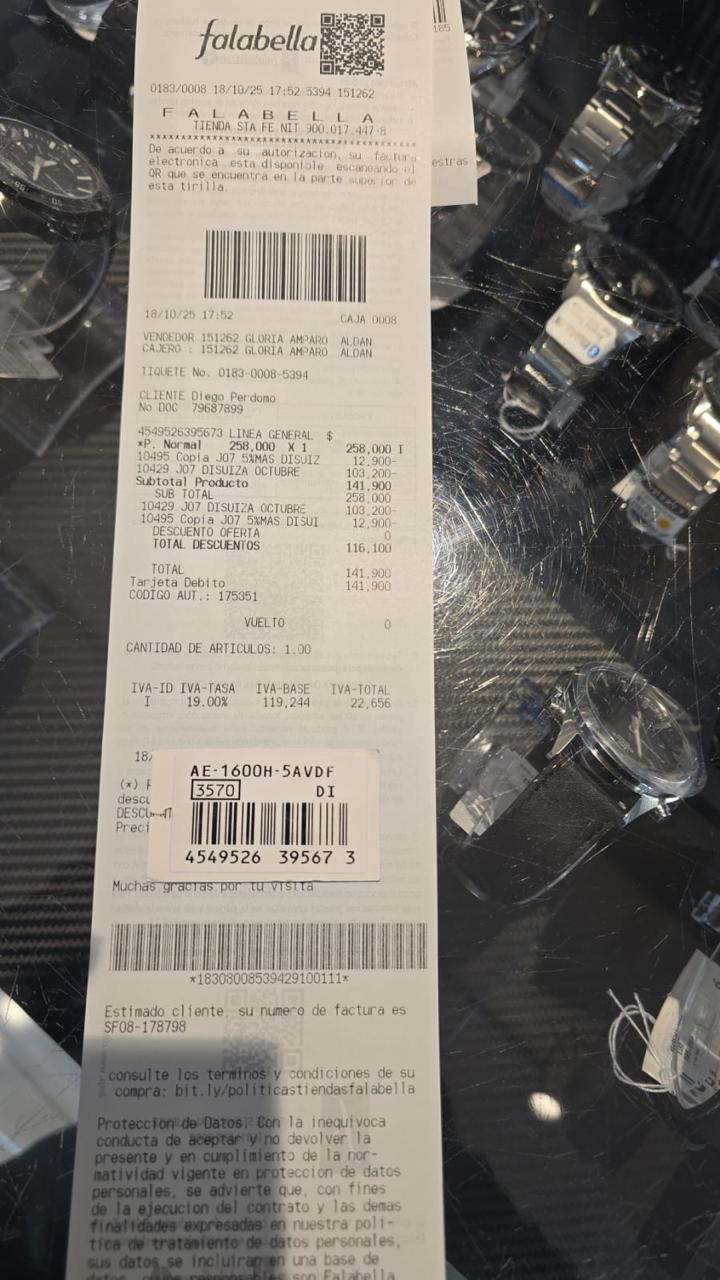 falabella
0183/0008 18/10/25 17:52 5394 151262
F A L A B E L L A
TIENDA STA FE NIT 900.017.447-8
De acuerdo a su autorizacion, su factura
electronica esta disponible escaneando el
QR que se encuentra en la parte superior de
esta tirilla.
estras
185
18/10/25 17:52 CAJA 0008
VENDEDOR 151262 GLORIA AMPARO ALDAN
CAJERO : 151262 GLORIA AMPARO ALDAN
TIQUETE No. 0183-0008-5394
CLIENTE Diego Perdomo
No DOC 79687899
4549526395673 LINEA GENERAL $
*P. Normal 258,000 X 1 258,000 I
10495 Copia J07 5%MAS DISUIZ 12,900-
10429 J07 DISUIZA OCTUBRE 103,200-
Subtotal Producto 141,900
SUB TOTAL 258,000
10429 J07 DISUIZA OCTUBRE 103,200-
10495 Copia J07 5%MAS DISUI 12,900-
DESCUENTO OFERTA 0
TOTAL DESCUENTOS 116,100
TOTAL 141,900
Tarjeta Debito 141,900
CODIGO AUT.: 175351
VUELTO 0
CANTIDAD DE ARTICULOS: 1.00
IVA-ID IVA-TASA IVA-BASE IVA-TOTAL
I 19.00% 119,244 22,656
18/
(*)
descu
Preci
AE-1600H-5AVDF
3570 DI
4549526 39567 3
Muchas gracias por tu visita
*18308008539429100111*
Estimado cliente, su numero de factura es
SF08-178798
consulte los terminos y condiciones de su
compra: bit.ly/politicastiendasfalabella
Proteccion de Datos. Con la inequivoca
conducta de aceptar y no devolver la
presente y en cumplimiento de la nor-
matividad vigente en proteccion de datos
personales, se advierte que, con fines
de la ejecucion del contrato y las demas
finalidades expresadas en nuestra poli-
tica de tratamiento de datos personales,
sus datos se incluiran en una base de
datos, cuyos responsables son Falabella